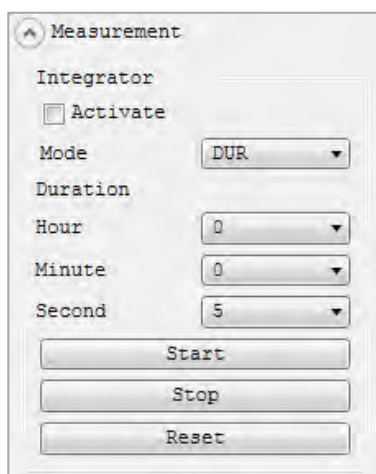 Measurement
Integrator
Activate
Mode DUR
Duration
Hour 0
Minute 0
Second 5
Start
Stop
Reset